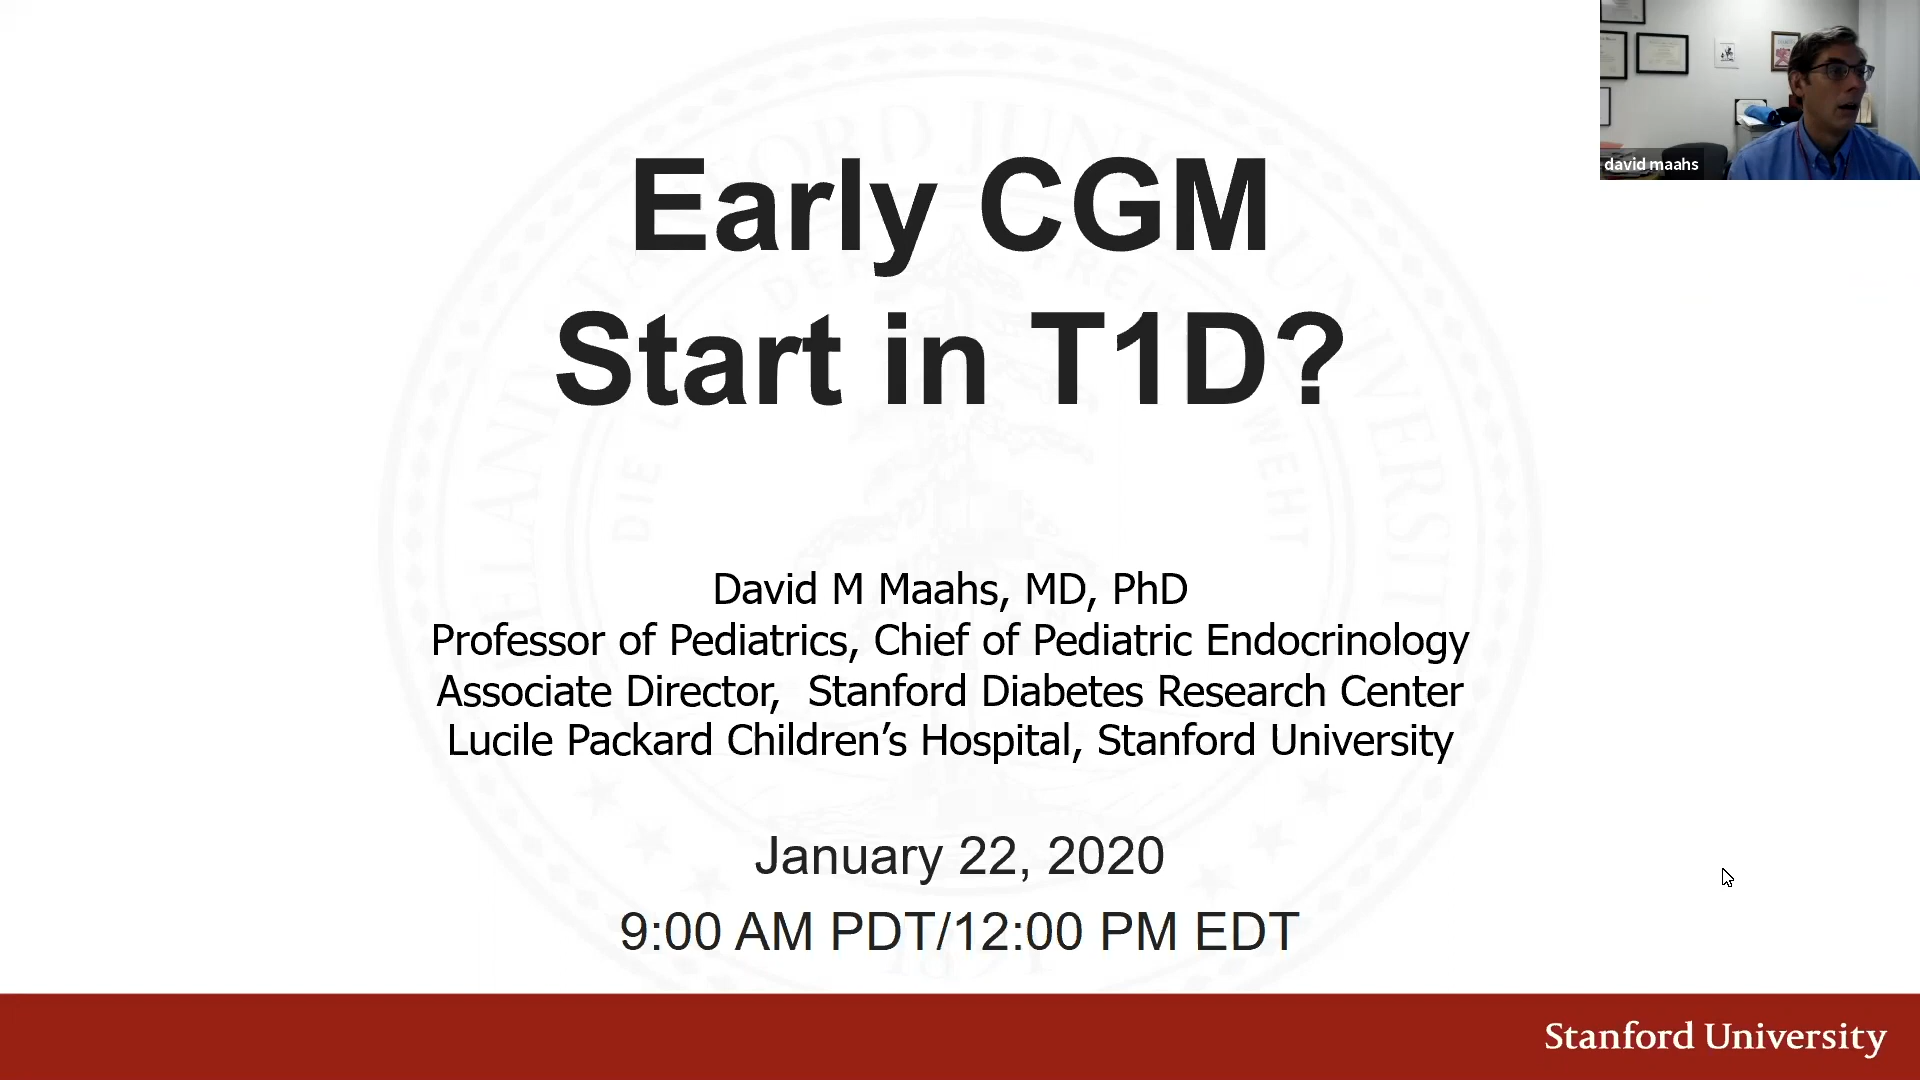 Early CGM
Start in T1D?
David M Maahs, MD, PhD
Professor of Pediatrics, Chief of Pediatric Endocrinology
Associate Director, Stanford Diabetes Research Center
Lucile Packard Children’s Hospital, Stanford University
January 22, 2020
9:00 AM PDT/12:00 PM EDT
Stanford University
david maahs